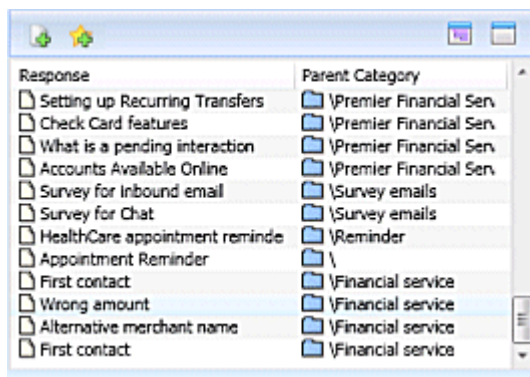 Response Parent Category
Setting up Recurring Transfers \Premier Financial Serv
Check Card features \Premier Financial Serv
What is a pending interaction \Premier Financial Serv
Accounts Available Online \Premier Financial Serv
Survey for Inbound email \Survey emails
Survey for Chat \Survey emails
HealthCare appointment reminde \Reminder
Appointment Reminder \
First contact \Financial service
Wrong amount \Financial service
Alternative merchant name \Financial service
First contact \Financial service